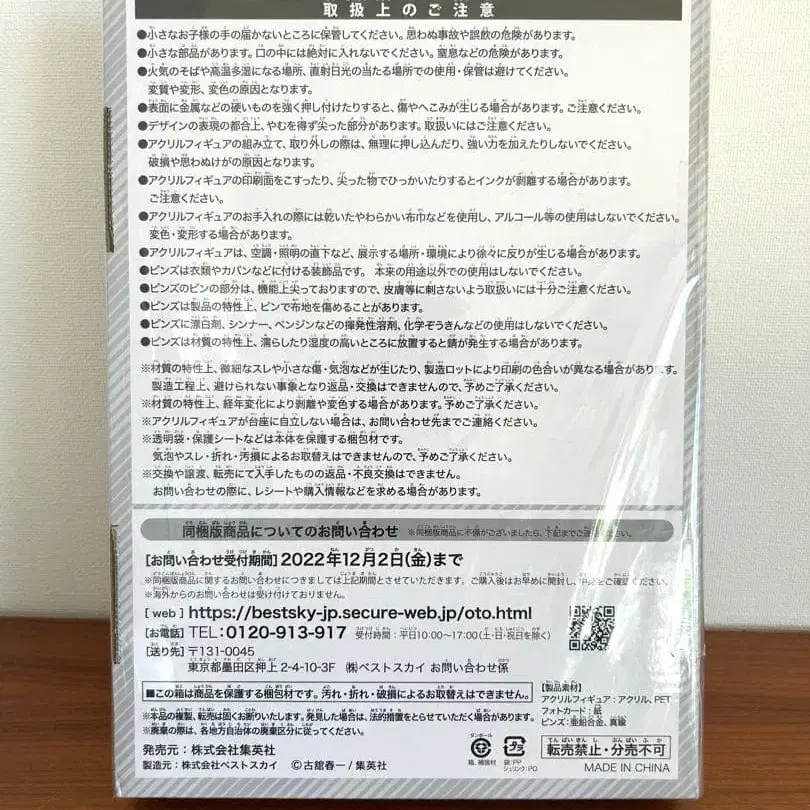 取扱上のご注意
●小さなお子様の手の届かないところに保管してください。思わぬ事故や誤飲の危険があります。
●小さな部品があります。口の中には絶対に入れないでください。窒息などの危険があります。
●火気のそばや高温多湿になる場所、直射日光の当たる場所での使用・保管は避けてください。
変質や変形、変色の原因となります。
●表面に金属などの硬いものを強く押し付けたりすると、傷やへこみが生じる場合があります。ご注意ください。
●デザインの表現の都合上、やむを得ず尖った部分があります。取扱いにはご注意ください。
●アクリルフィギュアの組み立て、取り外しの際は、無理に押し込んだり、強い力を加えたりしないでください。
破損や思わぬけがの原因となります。
●アクリルフィギュアの印刷面をこすったり、尖った物でひっかいたりするとインクが剥離する場合があります。
ご注意ください。
●アクリルフィギュアのお手入れの際には乾いたやわらかい布巾などを使用し、アルコール等の使用はしないでください。
変色・変形する場合があります。
●アクリルフィギュアは、空調・照明の直下など、展示する場所・環境により徐々に反りが生じる場合があります。
●ピンズは衣類やカバンなどに付ける装飾品です。本来の用途以外での使用はしないでください。
●ピンズのピンの部分は、機能上尖っておりますので、皮膚等に刺さないよう取扱いには十分ご注意ください。
●ピンズは製品の特性上、ピンで布地を傷めることがあります。
●ピンズに漂白剤、シンナー、ベンジンなどの揮発性溶剤、化学ぞうきんなどの使用はしないでください。
●ピンズは材質の特性上、濡らしたり湿度の高いところに放置すると錆が発生する場合があります。
※材質の特性上、微細なスレや小さな傷・気泡が生じたり、製造ロットにより印刷の色合いが異なる場合があります。
製造工程上、避けられない事象となり返品・交換はできませんので、予めご了承ください。
※材質の特性上、経年変化により剥離や変色する場合があります。予めご了承ください。
※アクリルフィギュアが台座に自立しない場合は、お問い合わせ先までご連絡ください。
※透明袋・保護シートなどは本体を保護する梱包材です。
気泡やスレ・折れ・汚損によるお取替えはできませんので、予めご了承ください。
※交換や譲渡、転売にて入手したものの返品・不良交換はできません。
お問い合わせの際に、レシートや購入情報などを求める場合があります。
同梱版商品についてのお問い合わせ ※同梱版商品に不備がございましたら、下記までご連絡ください。
[お問い合わせ受付期間] 2022年12月2日(金)まで
※同梱版商品に関するお問い合わせにつきましては上記期間とさせていただきます。ご購入後はお早めに開封し、中身をご確認ください。
※海外からのお問い合わせは受け付けておりません。
[web] https://bestsky-jp.secure-web.jp/oto.html
[お電話] TEL:0120-913-917 受付時間：平日10:00〜17:00(土・日・祝日を除く)
[送り先] 〒131-0045
東京都墨田区押上2-4-10-3F ㈱ベストスカイ お問い合わせ係
■この箱は商品を保護する梱包材です。汚れ・折れ・破損によるお取替えはできません。
※本品の複製、転売は固くお断りいたします。発見した場合は、法的措置をとらせていただく場合があります。
※廃棄の際は、各地方自治体の廃棄区分に従ってください。
【製品素材】
アクリルフィギュア：アクリル、PET
フォトカード：紙
ピンズ：亜鉛合金、真鍮
発売元：株式会社集英社
製造元：株式会社ベストスカイ ©古舘春一／集英社
ダンボール
箱、補強材
プラ
袋：PP
シュリンク：PO
転売禁止・分売不可
MADE IN CHINA